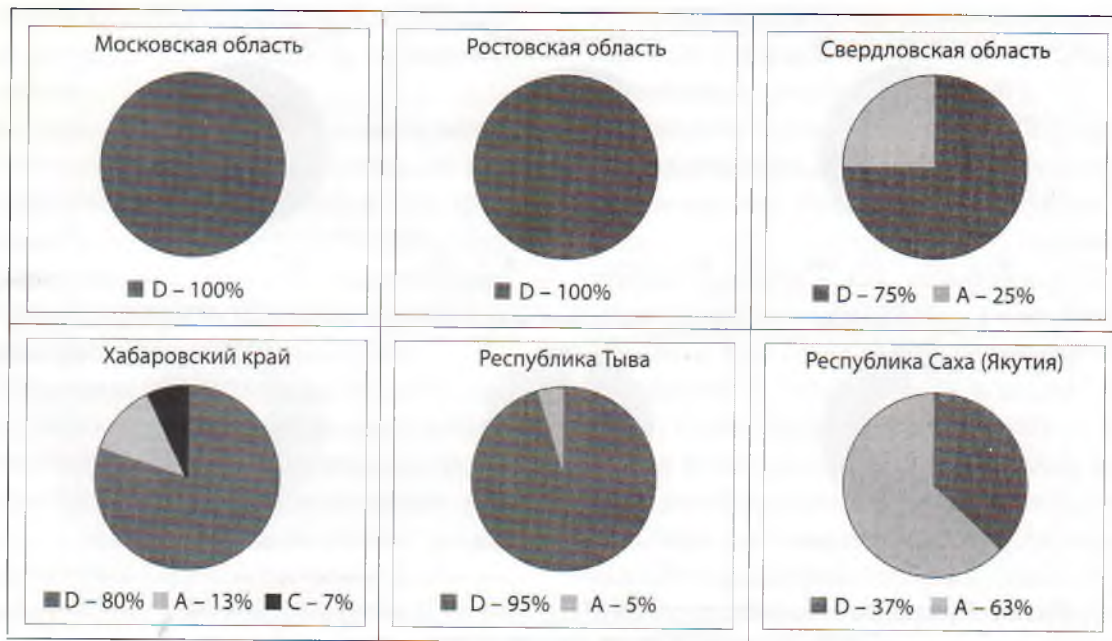 Московская область
D – 100%
Ростовская область
D – 100%
Свердловская область
D – 75% A – 25%
Хабаровский край
D – 80% A – 13% C – 7%
Республика Тыва
D – 95% A – 5%
Республика Саха (Якутия)
D – 37% A – 63%